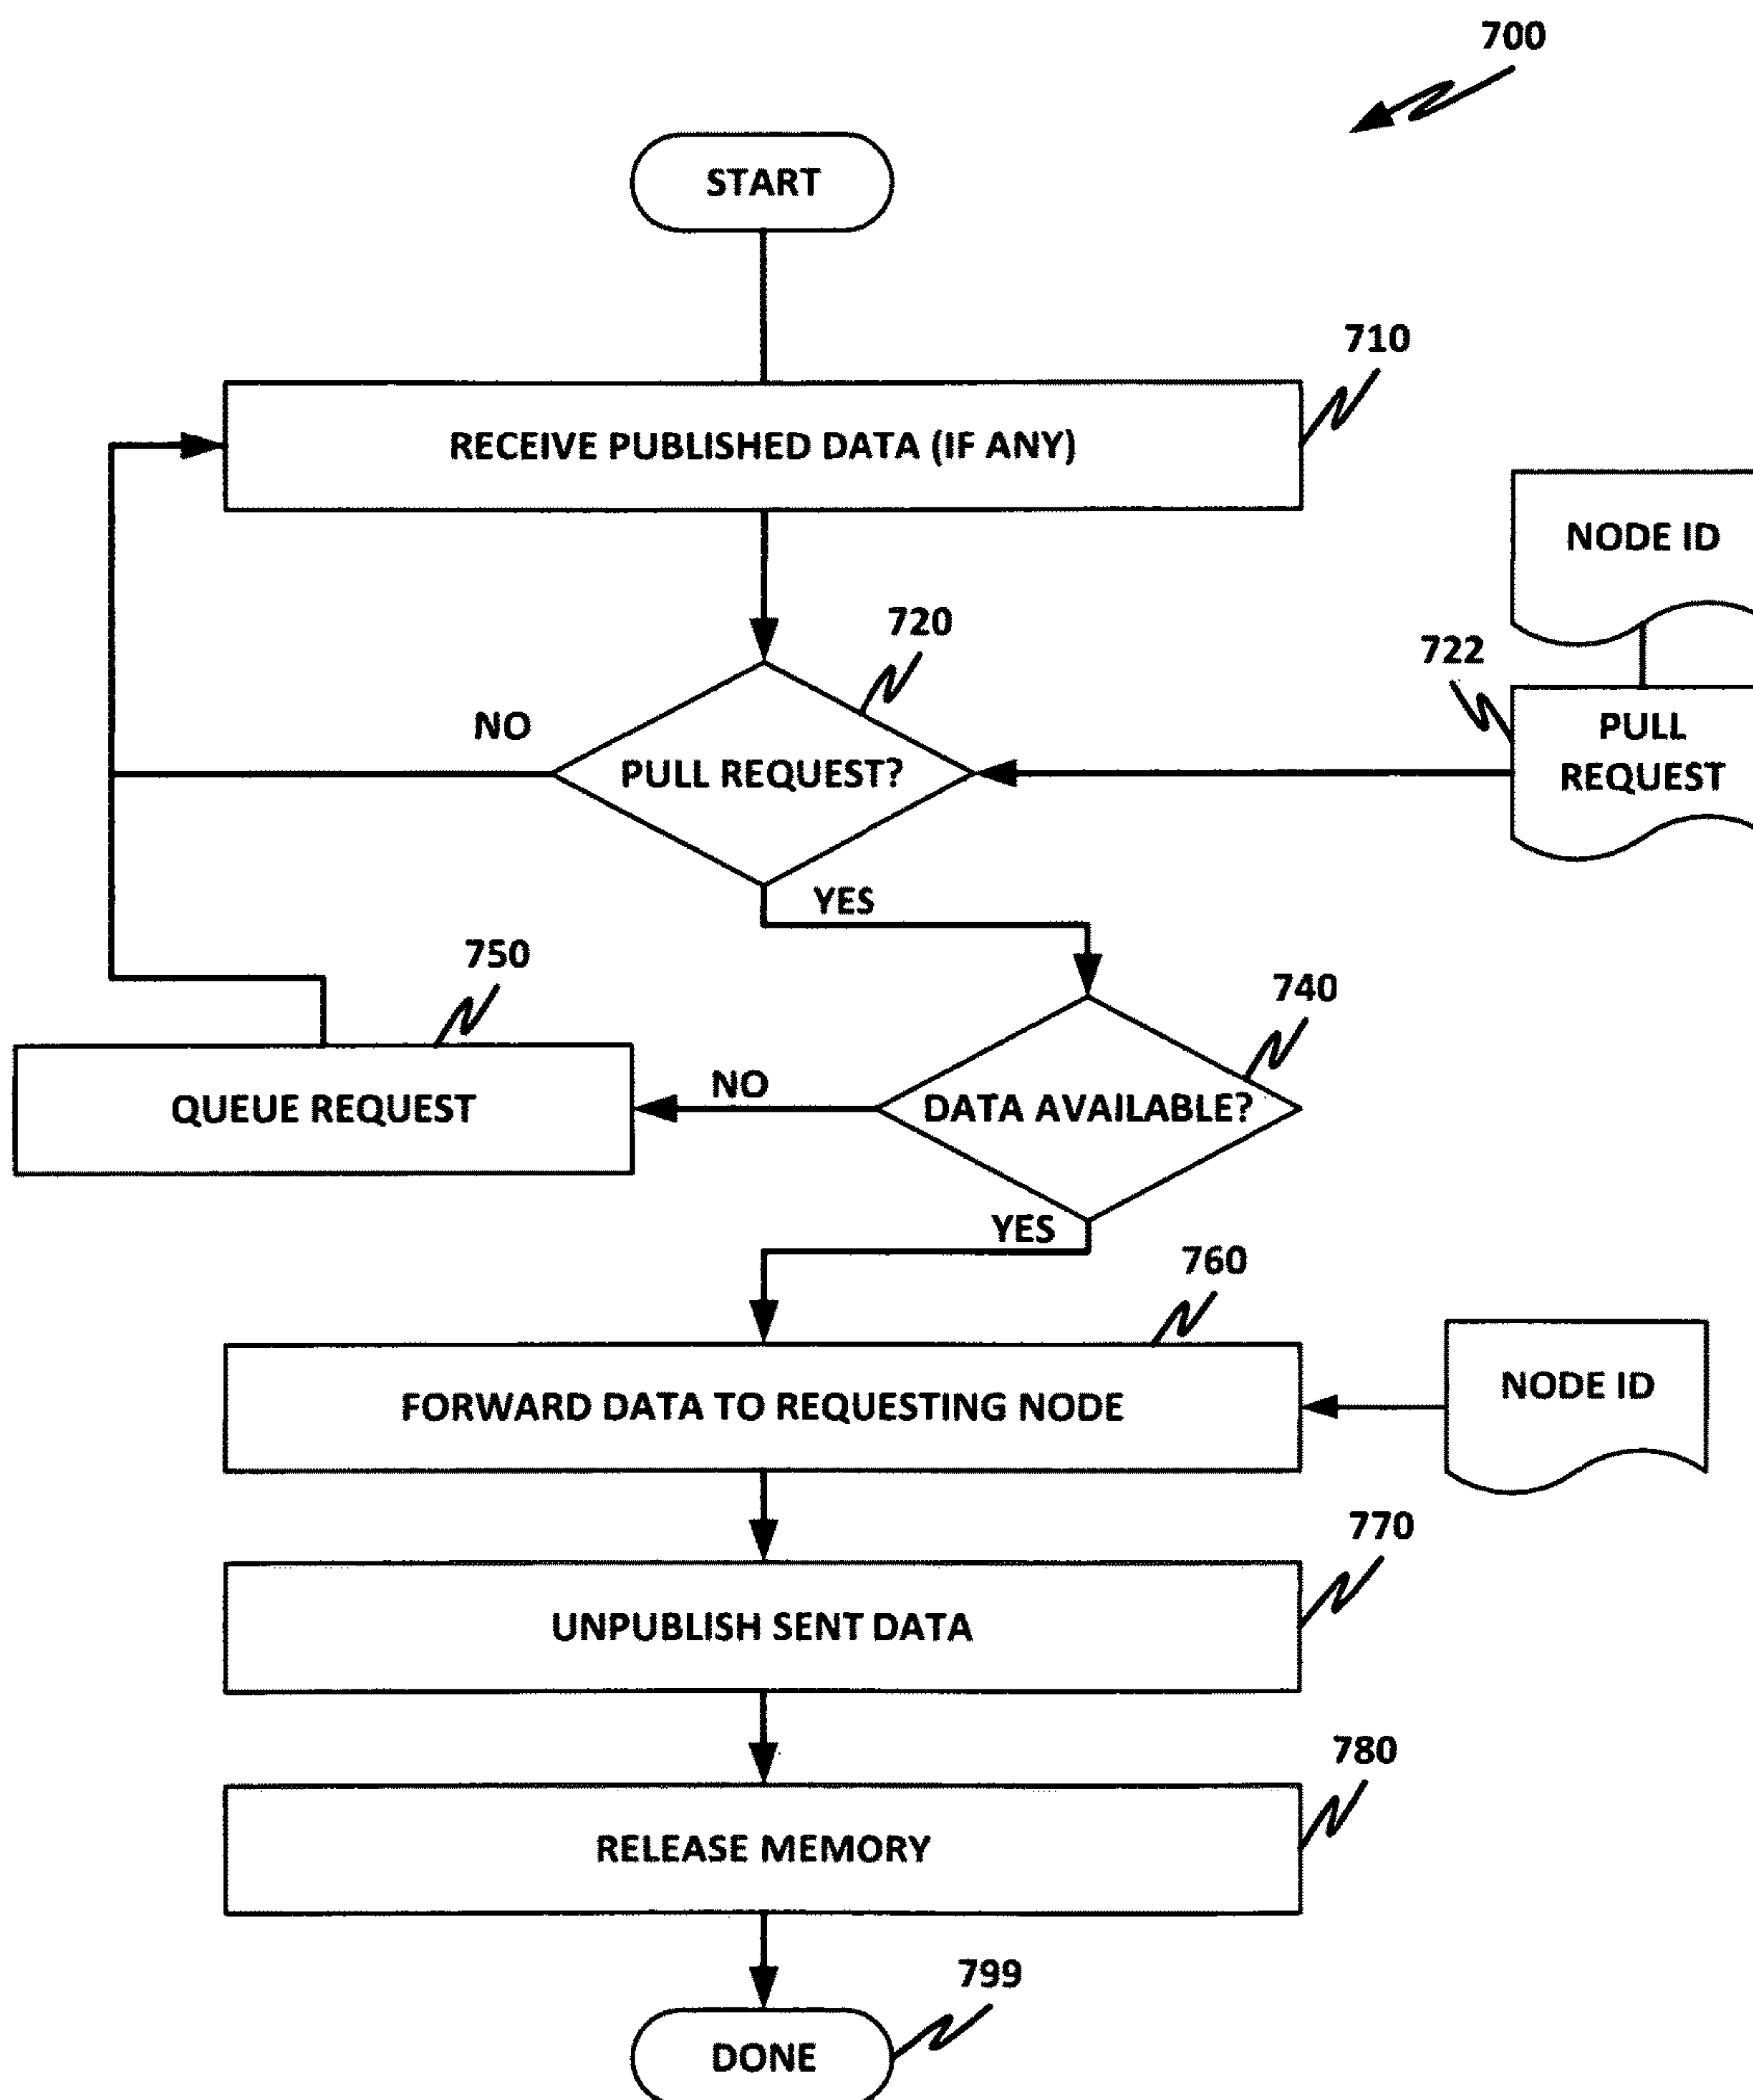 700
START
710
RECEIVE PUBLISHED DATA (IF ANY)
NODE ID
720
722
NO
PULL REQUEST?
PULL
REQUEST
YES
750
740
QUEUE REQUEST
NO
DATA AVAILABLE?
YES
760
FORWARD DATA TO REQUESTING NODE
NODE ID
770
UNPUBLISH SENT DATA
780
RELEASE MEMORY
799
DONE